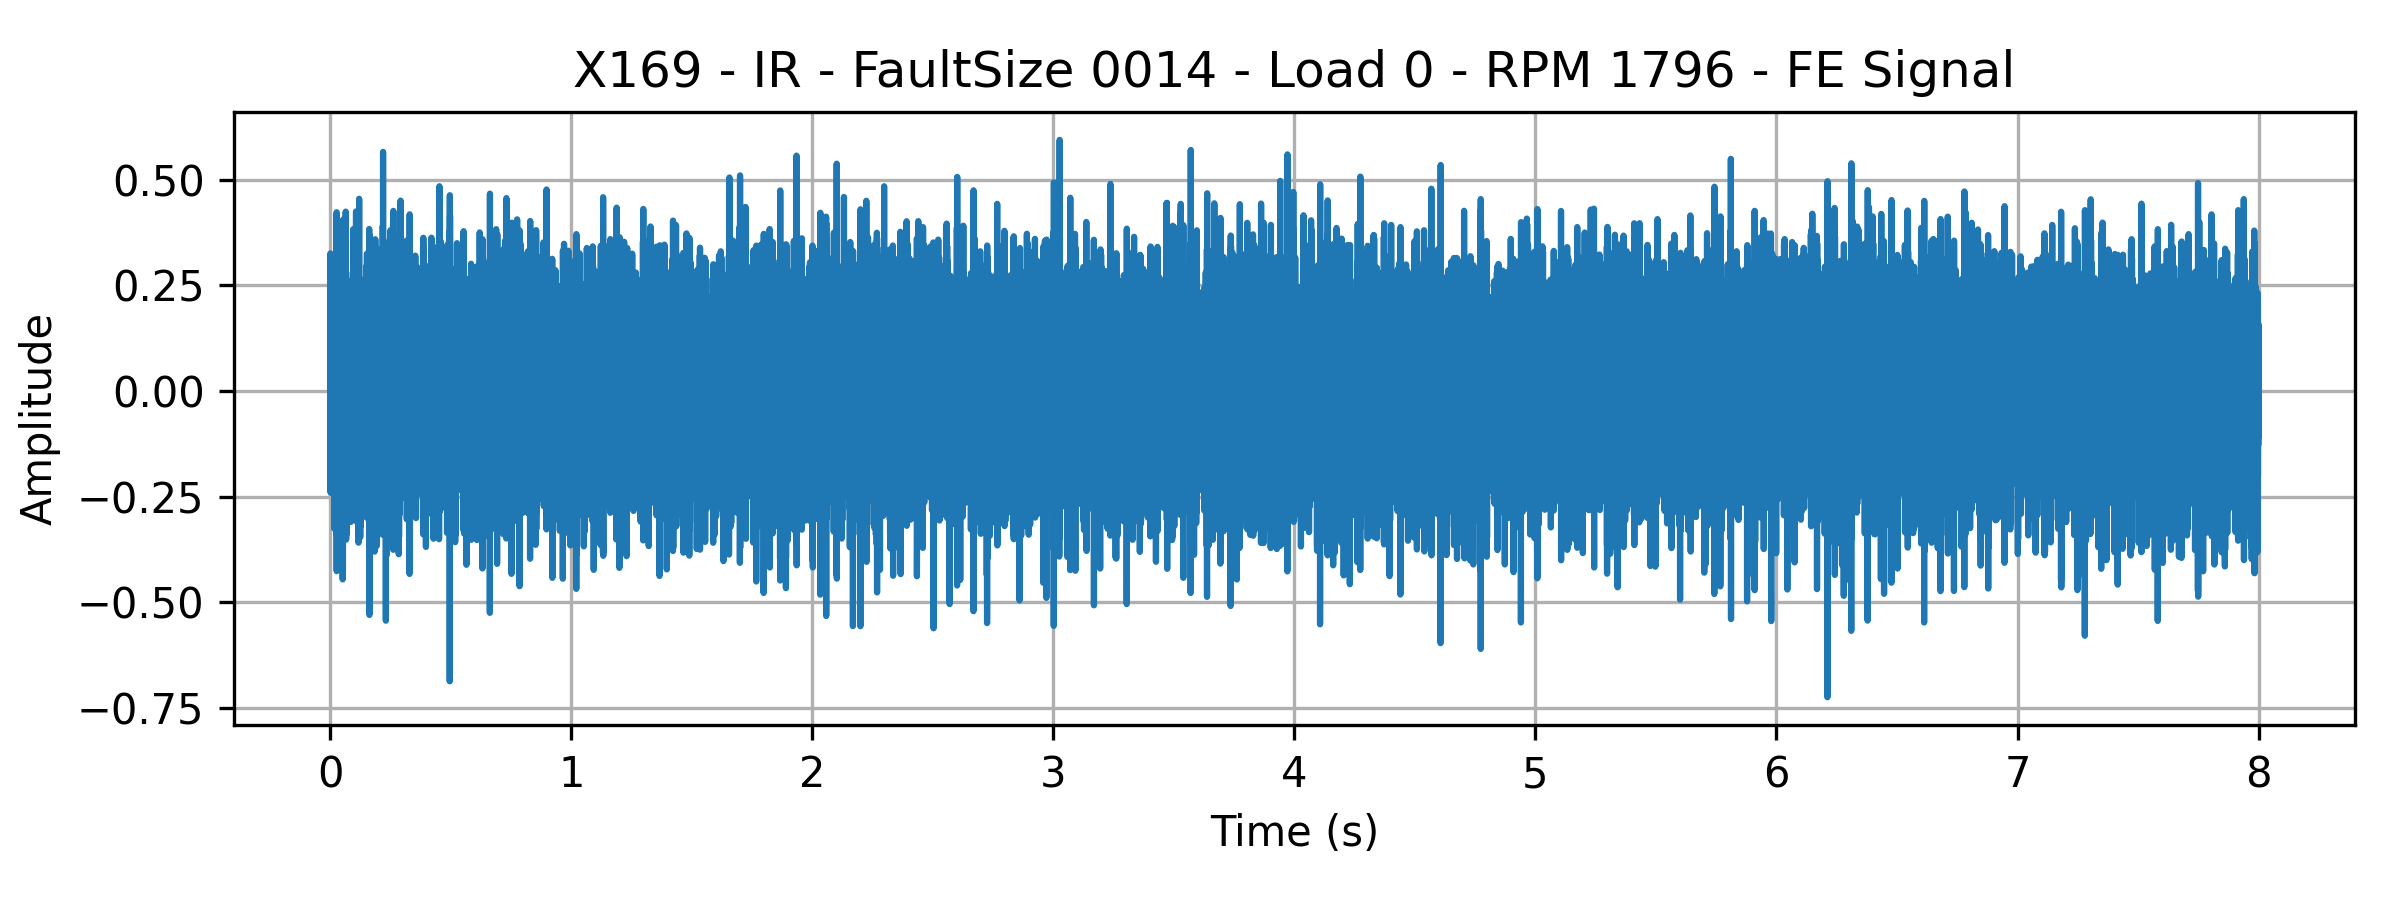 X169 - IR - FaultSize 0014 - Load 0 - RPM 1796 - FE Signal
Amplitude
0.50
0.25
0.00
−0.25
−0.50
−0.75
0 1 2 3 4 5 6 7 8
Time (s)